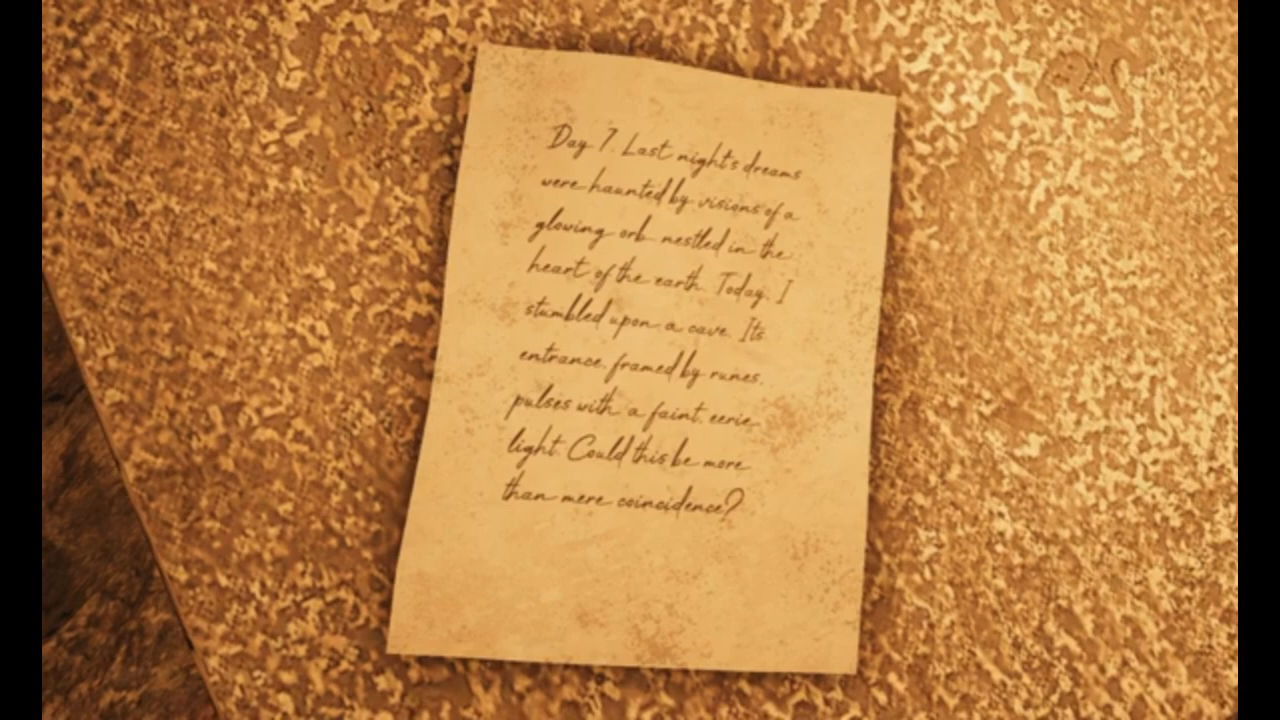 Day 7. Last night's dreams
were haunted by visions of a
glowing orb nestled in the
heart of the earth. Today, I
stumbled upon a cave. Its
entrance, framed by runes,
pulses with a faint, eerie
light. Could this be more
than mere coincidence?